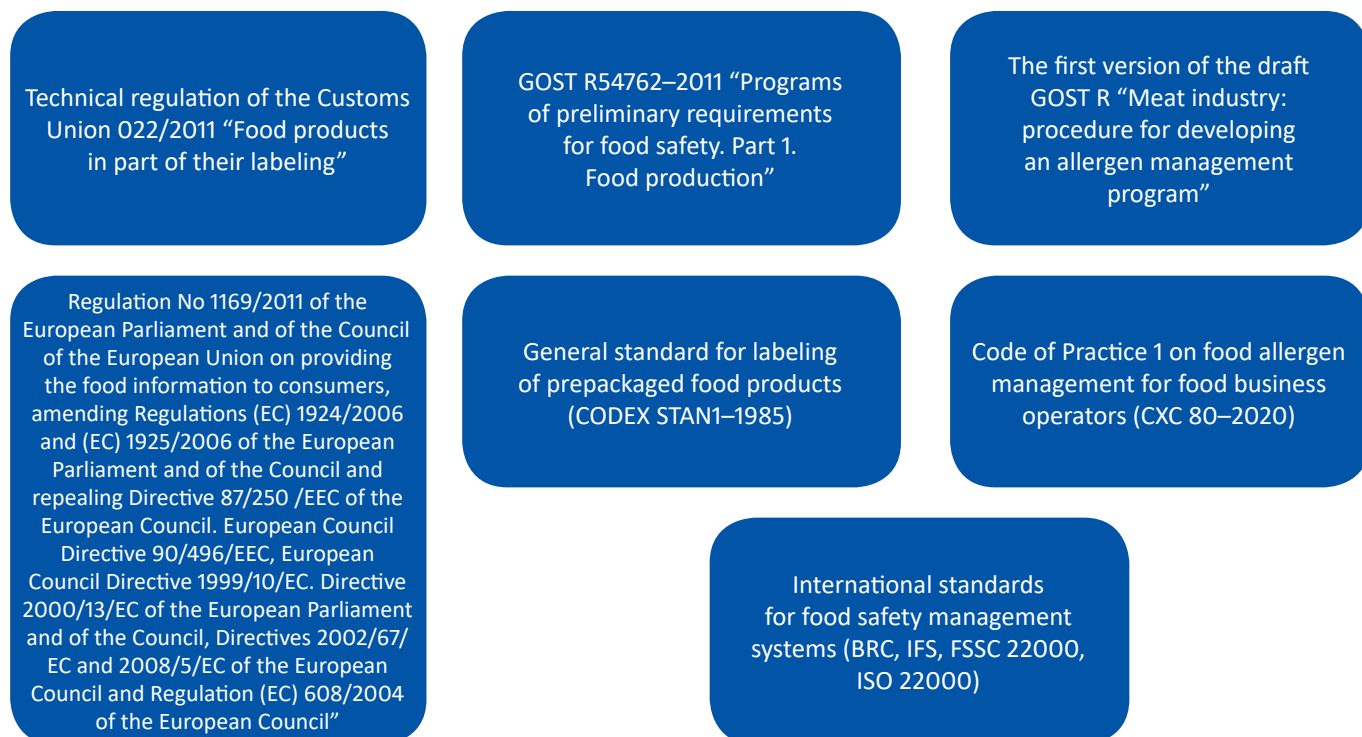 Technical regulation of the Customs
Union 022/2011 “Food products
in part of their labeling”
GOST R54762–2011 “Programs
of preliminary requirements
for food safety. Part 1.
Food production”
The first version of the draft
GOST R “Meat industry:
procedure for developing
an allergen management
program”
Regulation No 1169/2011 of the
European Parliament and of the Council
of the European Union on providing
the food information to consumers,
amending Regulations (EC) 1924/2006
and (EC) 1925/2006 of the European
Parliament and of the Council and
repealing Directive 87/250 /EEC of the
European Council. European Council
Directive 90/496/EEC, European
Council Directive 1999/10/EC. Directive
2000/13/EC of the European Parliament
and of the Council, Directives 2002/67/
EC and 2008/5/EC of the European
Council and Regulation (EC) 608/2004
of the European Council”
General standard for labeling
of prepackaged food products
(CODEX STAN1–1985)
Code of Practice 1 on food allergen
management for food business
operators (CXC 80–2020)
International standards
for food safety management
systems (BRC, IFS, FSSC 22000,
ISO 22000)